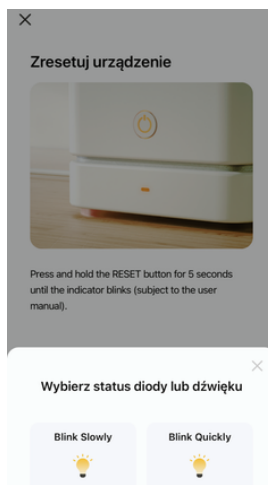 Zresetuj urządzenie
Press and hold the RESET button for 5 seconds
until the indicator blinks (subject to the user
manual).
Wybierz status diody lub dźwięku
Blink Slowly
Blink Quickly